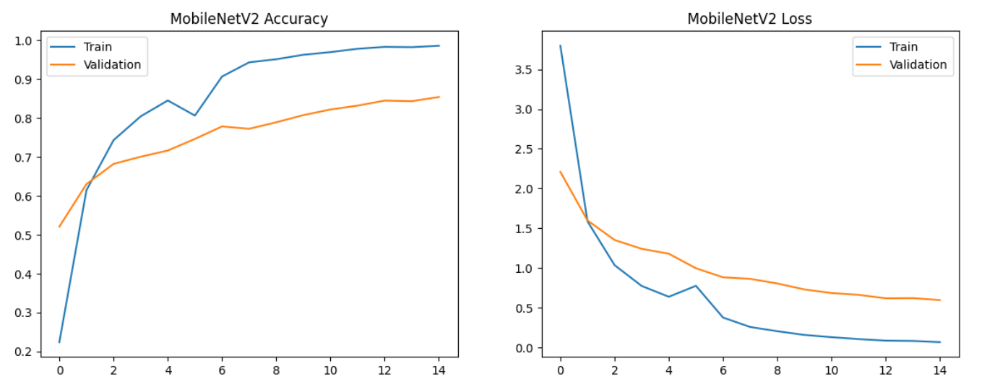 MobileNetV2 Accuracy
Train
Validation
1.0
0.9
0.8
0.7
0.6
0.5
0.4
0.3
0.2
0 2 4 6 8 10 12 14
MobileNetV2 Loss
Train
Validation
3.5
3.0
2.5
2.0
1.5
1.0
0.5
0.0
0 2 4 6 8 10 12 14